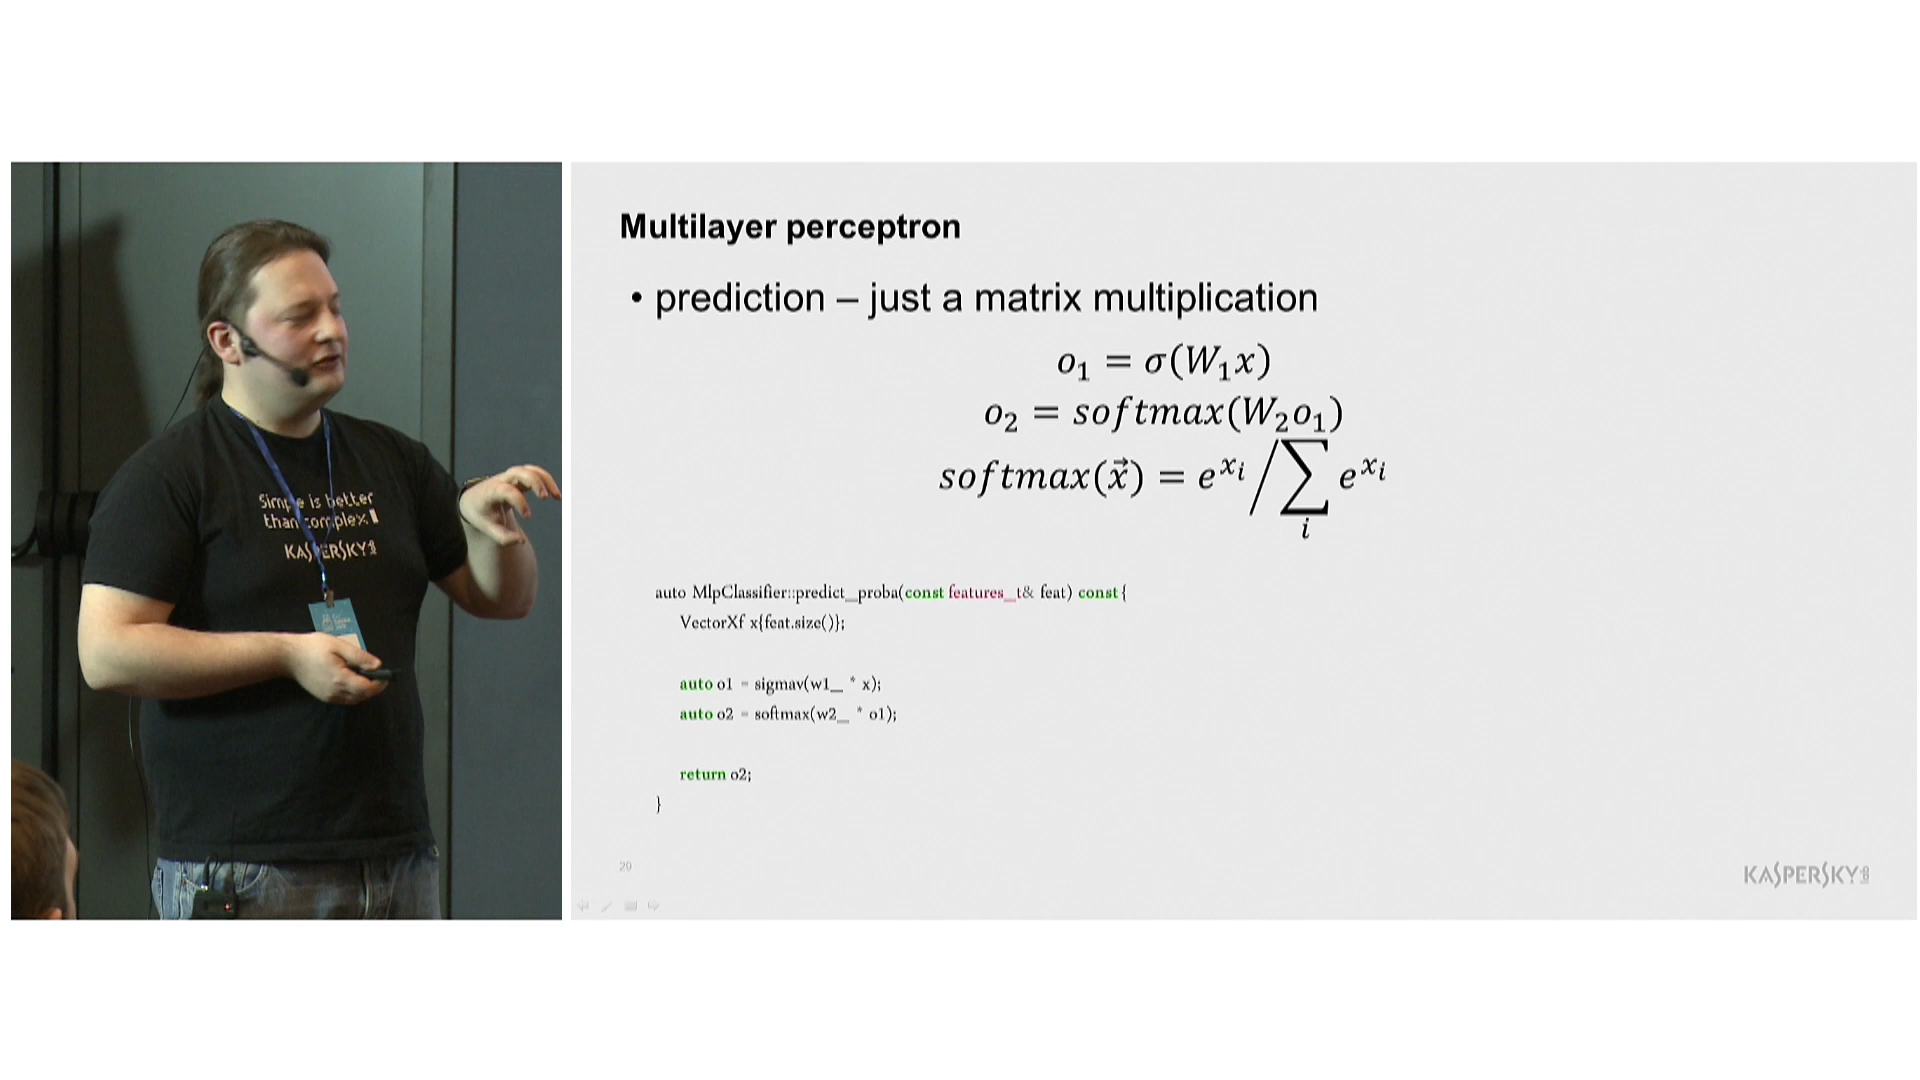 Simple is better
than complex.
KASPERSKY
Multilayer perceptron
• prediction – just a matrix multiplication
o₁ = σ(W₁x)
o₂ = softmax(W₂o₁)
softmax(x⃗) = e^{x_i} / ∑_i e^{x_i}
auto MlpClassifier::predict_proba(const features_t& feat) const {
VectorXf x{feat.size()};
auto o1 = sigmav(w1_ * x);
auto o2 = softmax(w2_ * o1);
return o2;
}
20
KASPERSKY lab